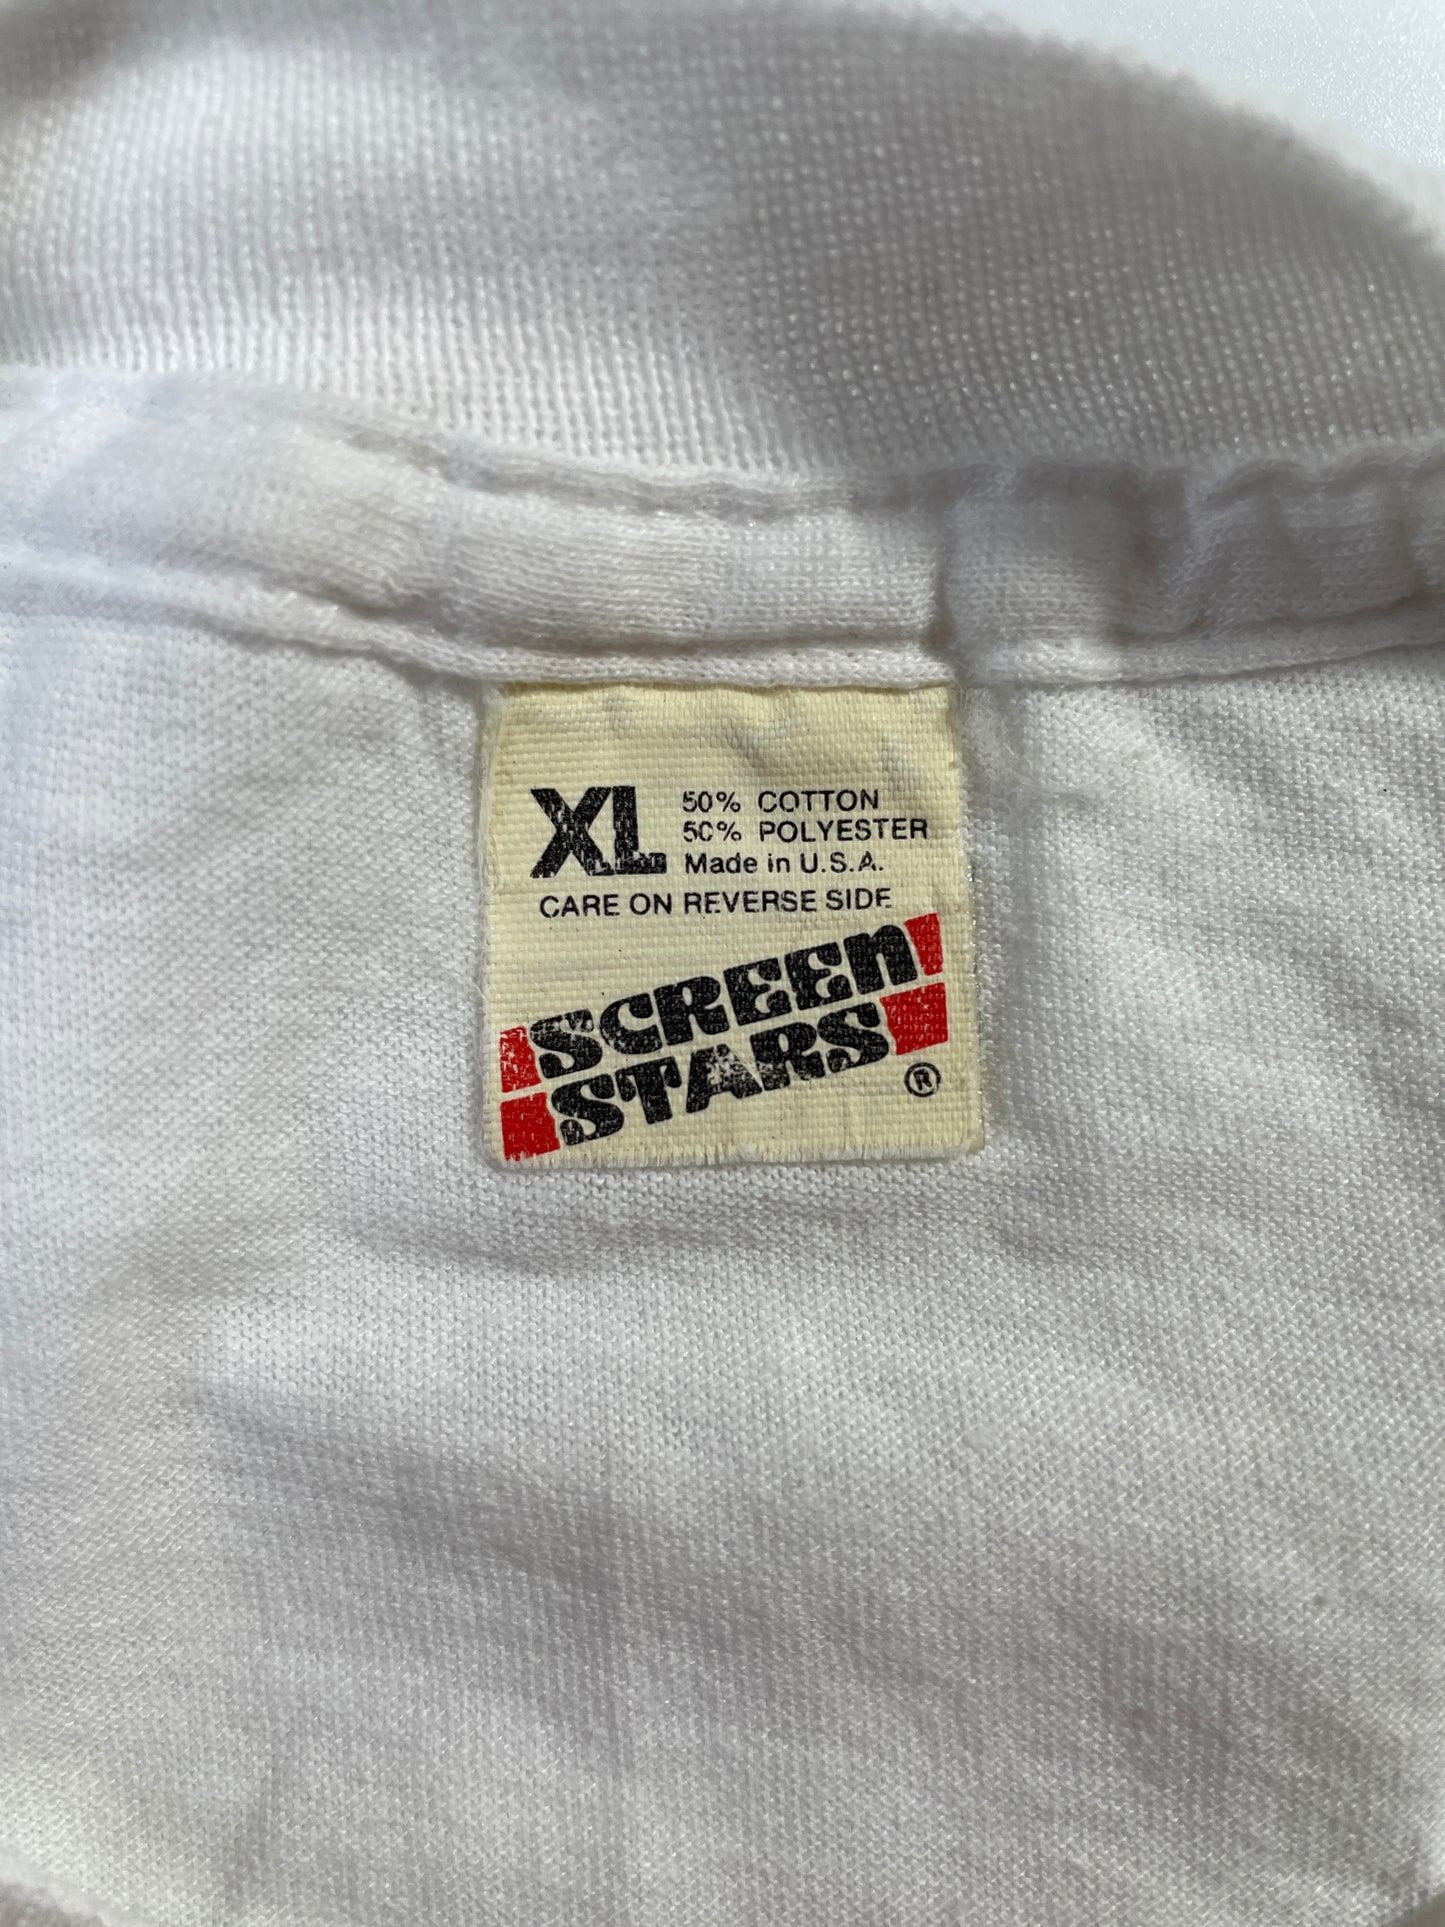 XL 50% COTTON
50% POLYESTER
Made in U.S.A.
CARE ON REVERSE SIDE
SCREEN
STARS
®